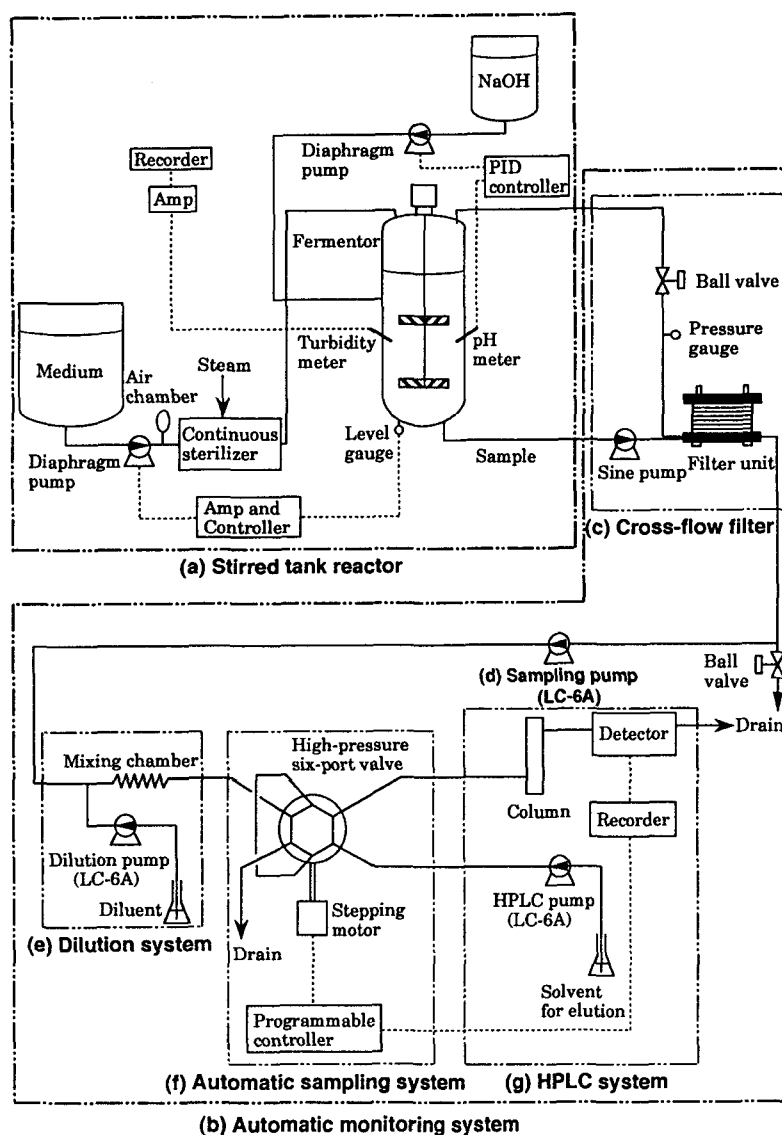 NaOH
Diaphragm
pump
PID
controller
Recorder
Amp
Fermentor
Ball valve
Pressure
gauge
Turbidity
meter
pH
meter
Medium
Steam
Air
chamber
Continuous
sterilizer
Diaphragm
pump
Level
gauge
Sample
Sine pump
Filter unit
Amp and
Controller
(c) Cross-flow filter
(a) Stirred tank reactor
(d) Sampling pump
(LC-6A)
Ball
valve
Drain
Mixing chamber
High-pressure
six-port valve
Detector
Column
Recorder
Dilution pump
(LC-6A)
Diluent
HPLC pump
(LC-6A)
Stepping
motor
(e) Dilution system
Drain
Solvent
for elution
Programmable
controller
(f) Automatic sampling system
(g) HPLC system
(b) Automatic monitoring system